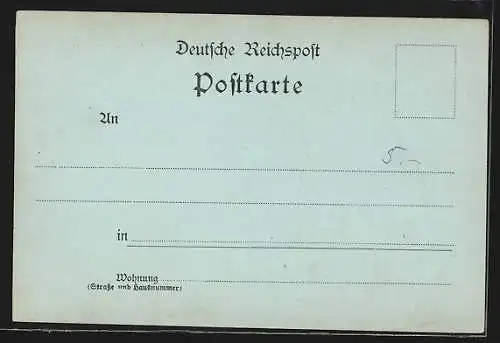 Deutsche Reichspost
Postkarte
An
5.-
in
Wohnung
(Straße und Hausnummer)